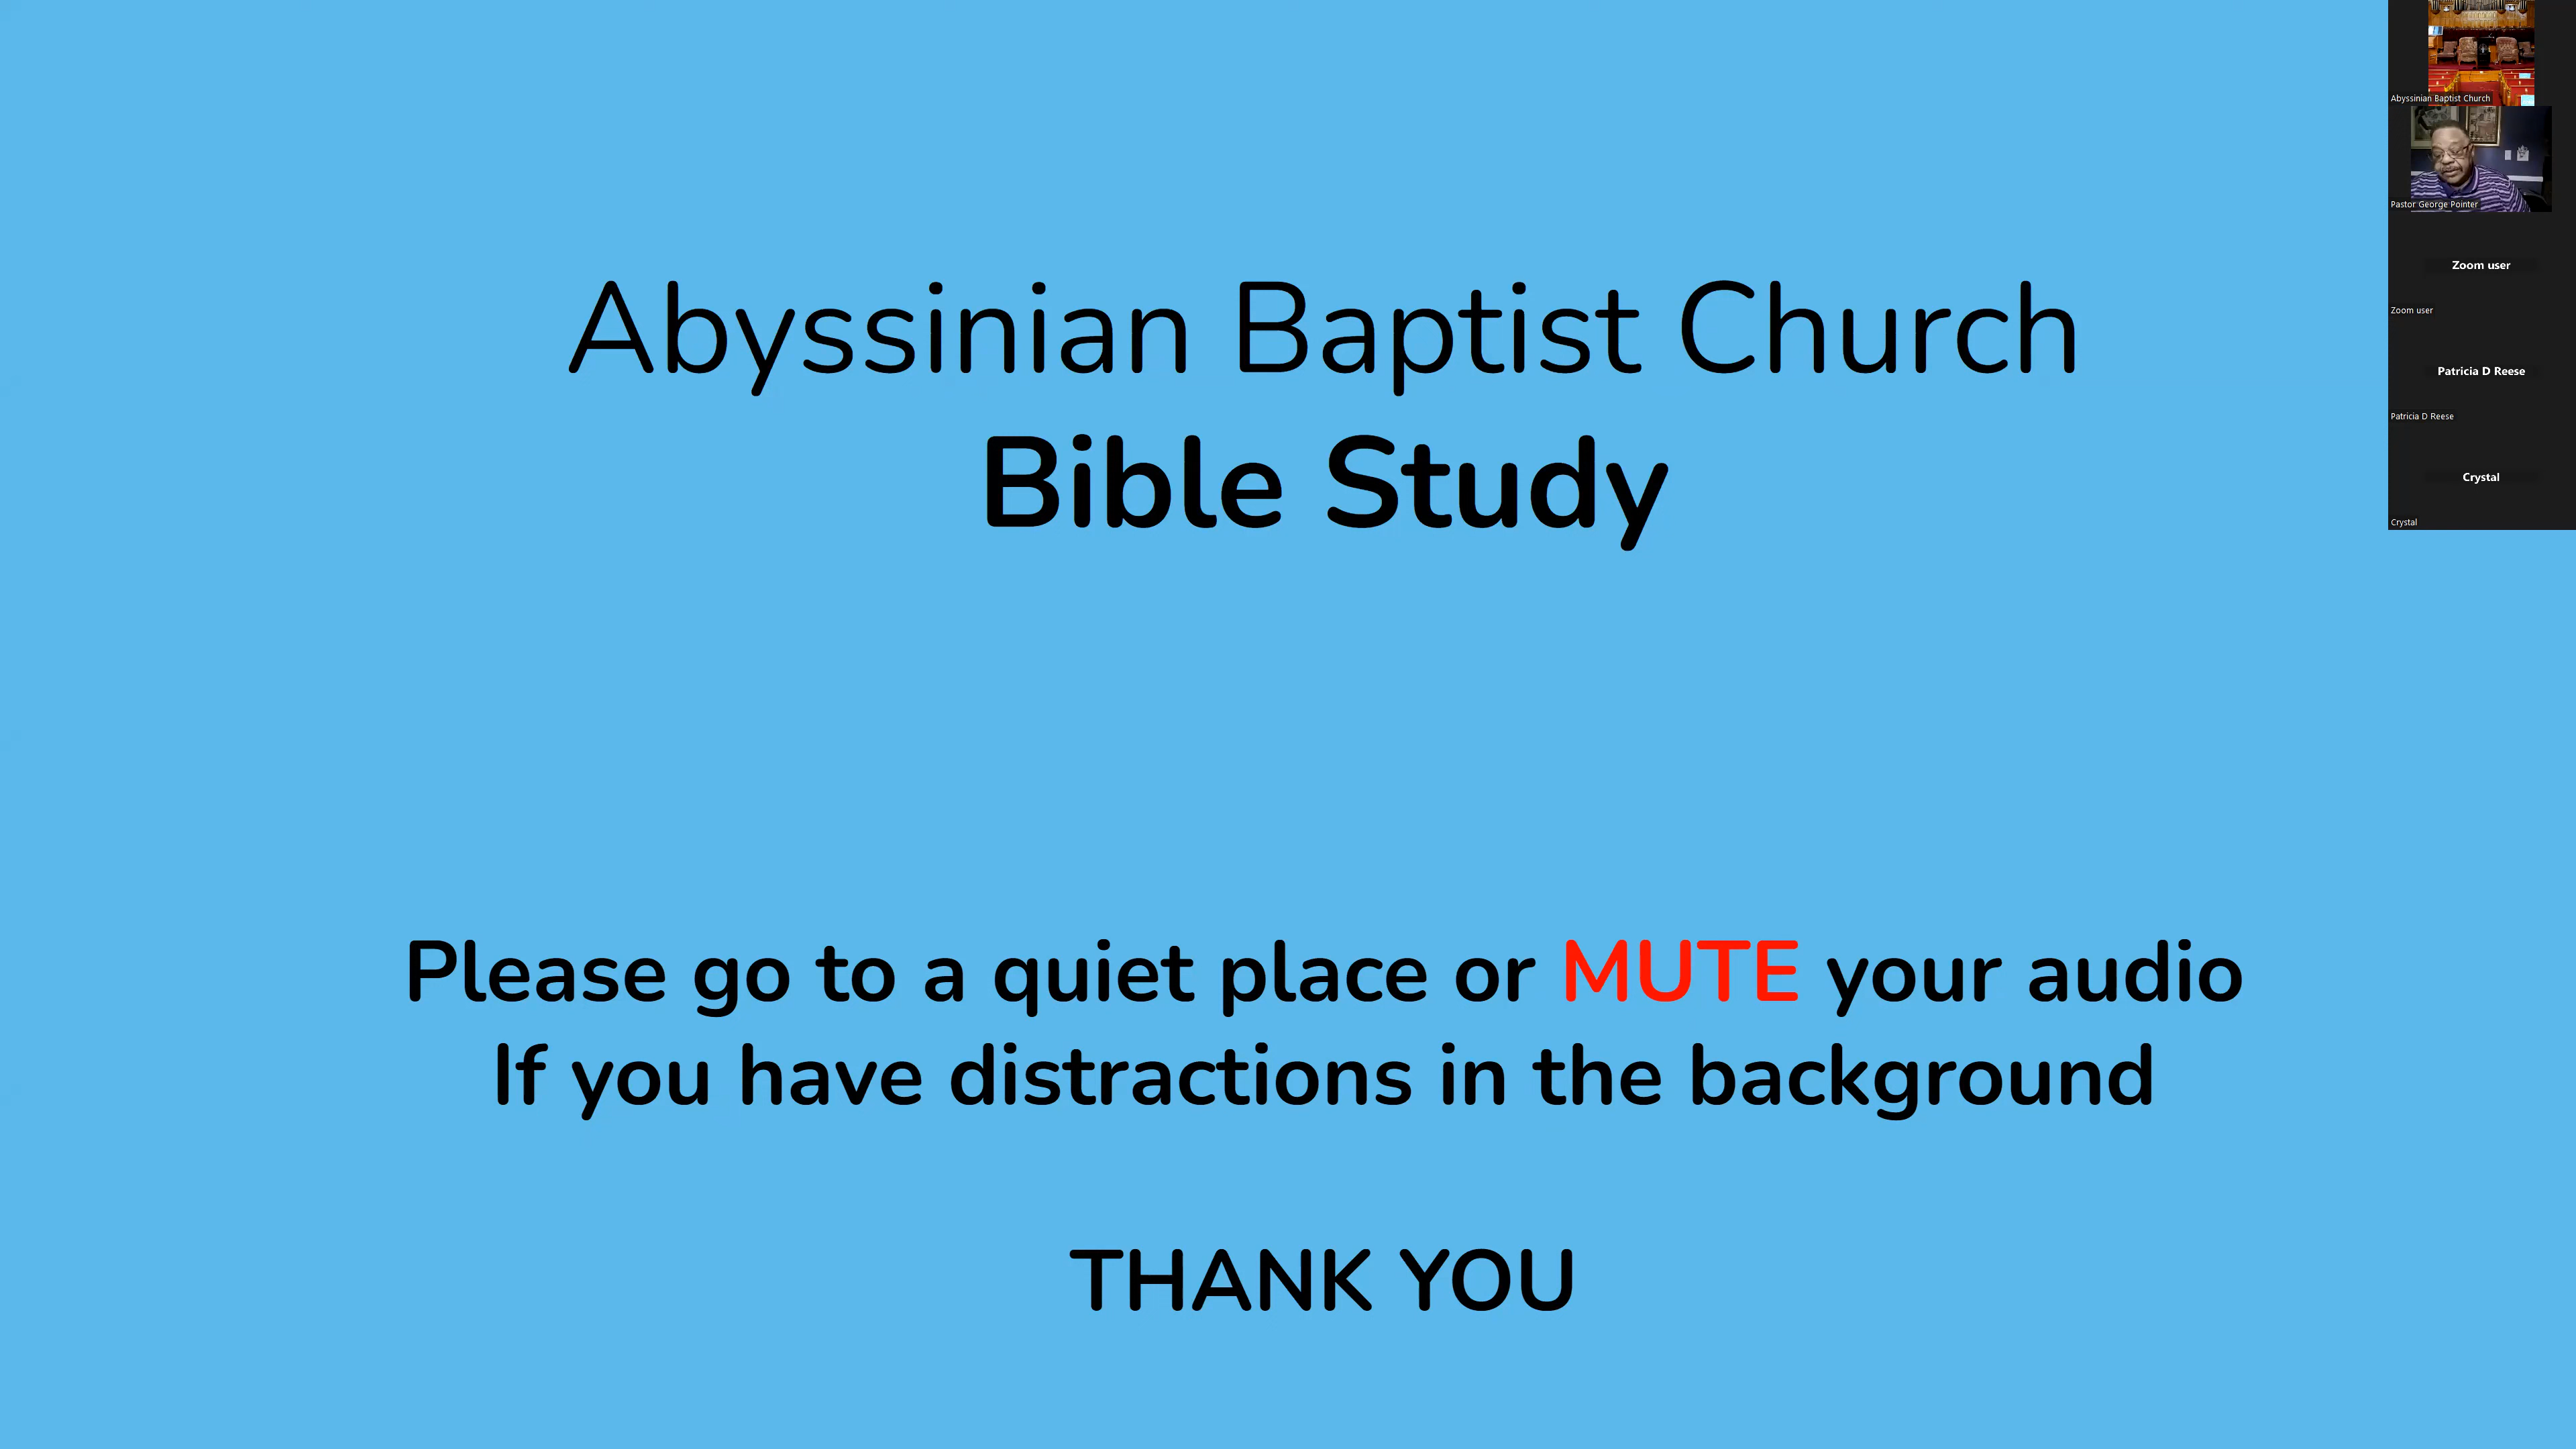 Abyssinian Baptist Church
Bible Study
Please go to a quiet place or MUTE your audio
If you have distractions in the background
THANK YOU
Abyssinian Baptist Church
Pastor George Pointer
Zoom user
Zoom user
Patricia D Reese
Patricia D Reese
Crystal
Crystal